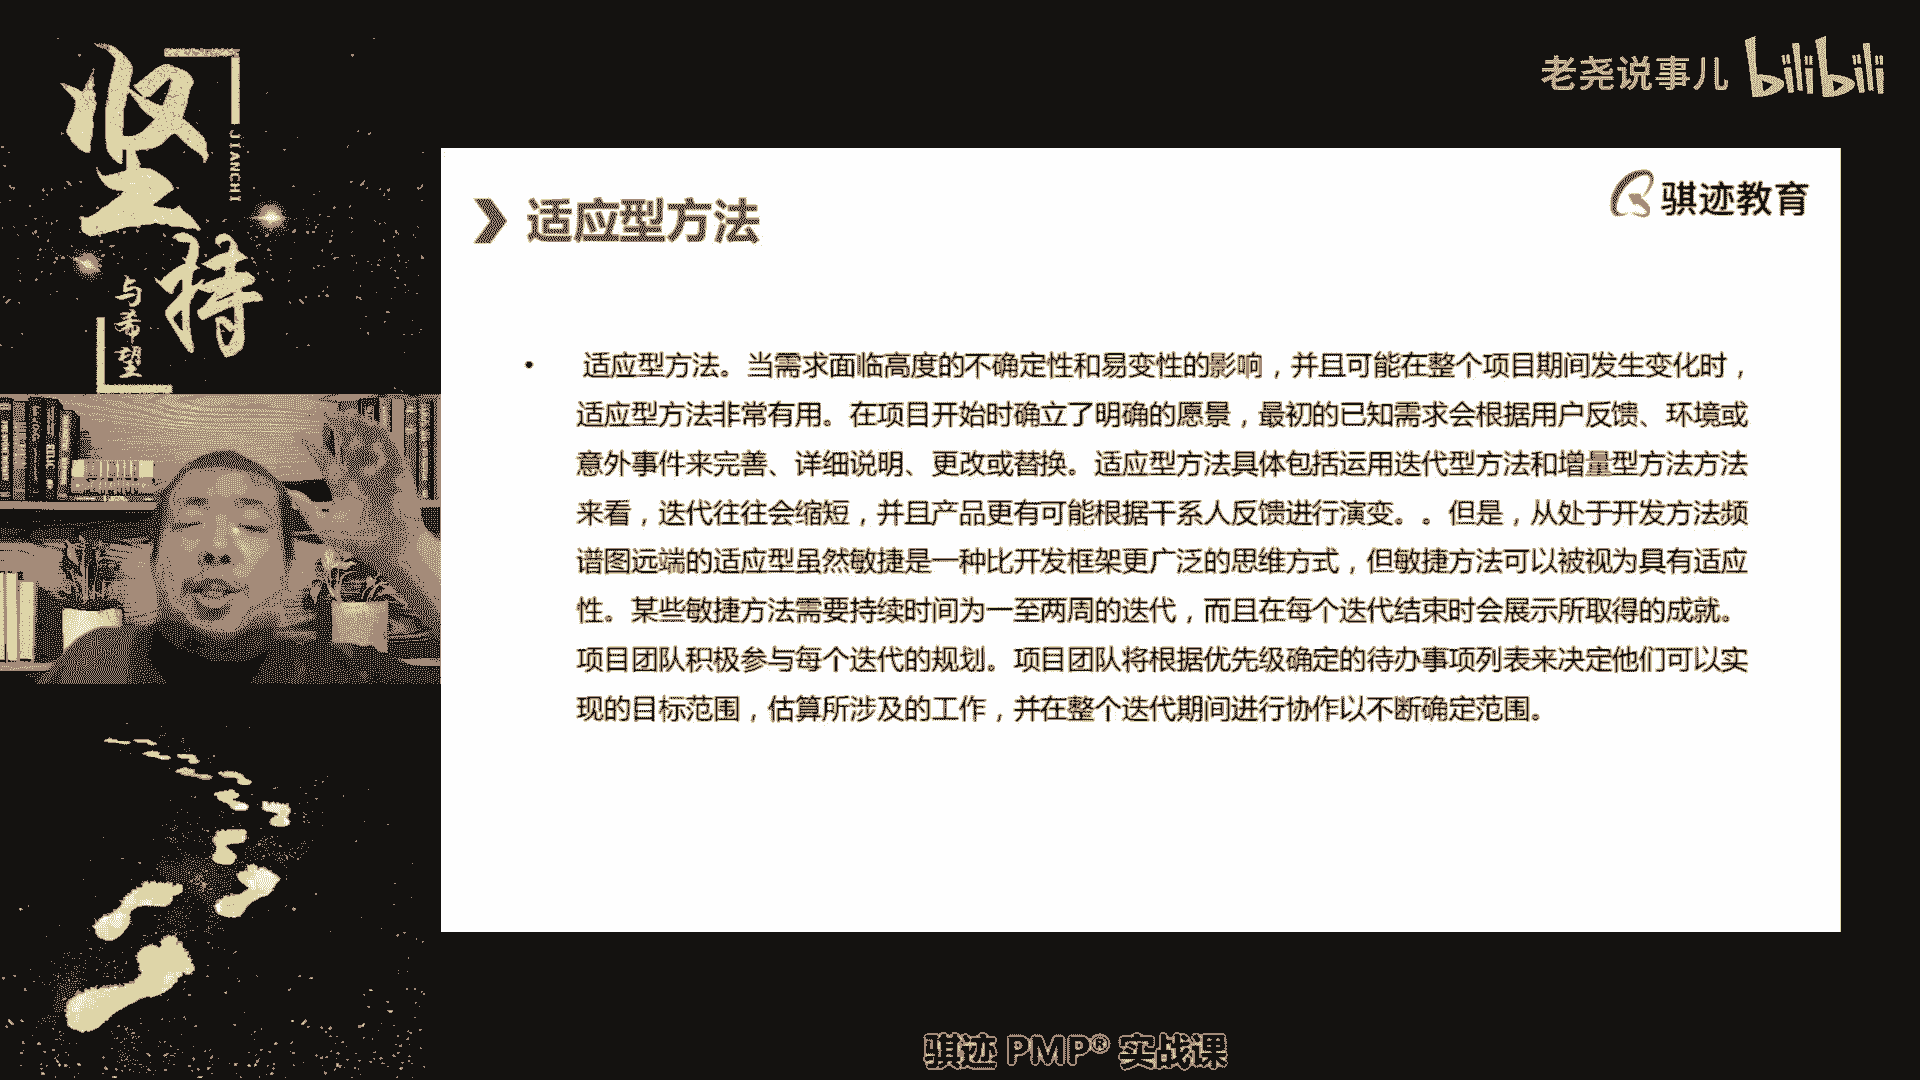 坚持
JIANCHI
与希望
老尧说事儿 bilibili
骐迹教育
适应型方法
• 适应型方法。当需求面临高度的不确定性和易变性的影响，并且可能在整个项目期间发生变化时，
适应型方法非常有用。在项目开始时确立了明确的愿景，最初的已知需求会根据用户反馈、环境或
意外事件来完善、详细说明、更改或替换。适应型方法具体包括运用迭代型方法和增量型方法方法
来看，迭代往往会缩短，并且产品更有可能根据干系人反馈进行演变。。但是，从处于开发方法频
谱图远端的适应型虽然敏捷是一种比开发框架更广泛的思维方式，但敏捷方法可以被视为具有适应
性。某些敏捷方法需要持续时间为一至两周的迭代，而且在每个迭代结束时会展示所取得的成就。
项目团队积极参与每个迭代的规划。项目团队将根据优先级确定的待办事项列表来决定他们可以实
现的目标范围，估算所涉及的工作，并在整个迭代期间进行协作以不断确定范围。
骐迹 PMP® 实战课